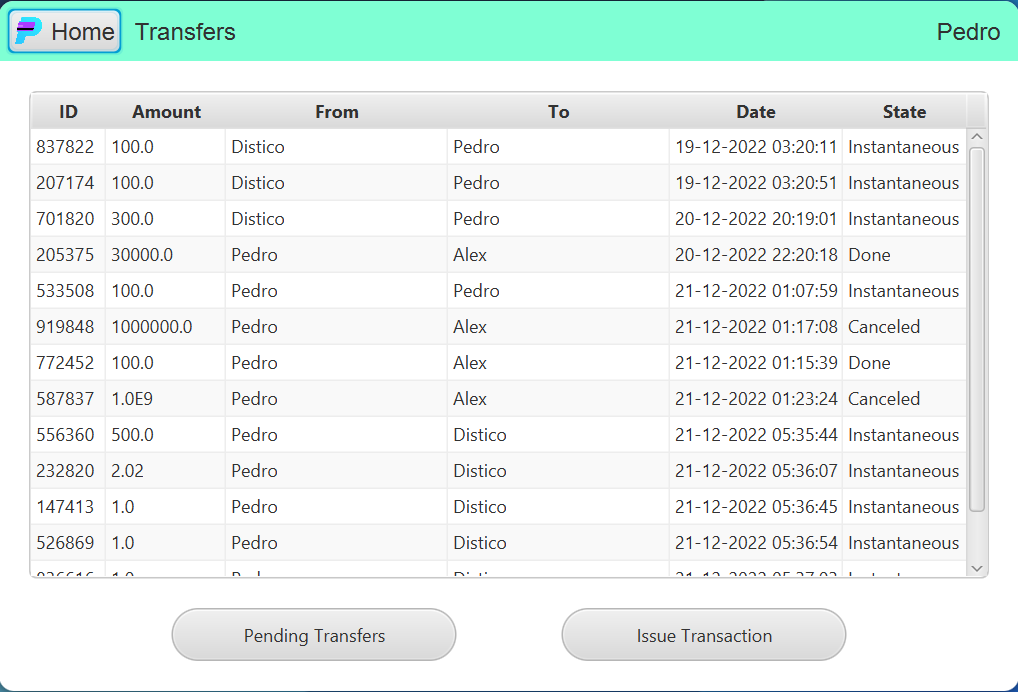 Home Transfers Pedro
ID Amount From To Date State
837822 100.0 Distico Pedro 19-12-2022 03:20:11 Instantaneous
207174 100.0 Distico Pedro 19-12-2022 03:20:51 Instantaneous
701820 300.0 Distico Pedro 20-12-2022 20:19:01 Instantaneous
205375 30000.0 Pedro Alex 20-12-2022 22:20:18 Done
533508 100.0 Pedro Pedro 21-12-2022 01:07:59 Instantaneous
919848 1000000.0 Pedro Alex 21-12-2022 01:17:08 Canceled
772452 100.0 Pedro Alex 21-12-2022 01:15:39 Done
587837 1.0E9 Pedro Alex 21-12-2022 01:23:24 Canceled
556360 500.0 Pedro Distico 21-12-2022 05:35:44 Instantaneous
232820 2.02 Pedro Distico 21-12-2022 05:36:07 Instantaneous
147413 1.0 Pedro Distico 21-12-2022 05:36:45 Instantaneous
526869 1.0 Pedro Distico 21-12-2022 05:36:54 Instantaneous
Pending Transfers Issue Transaction